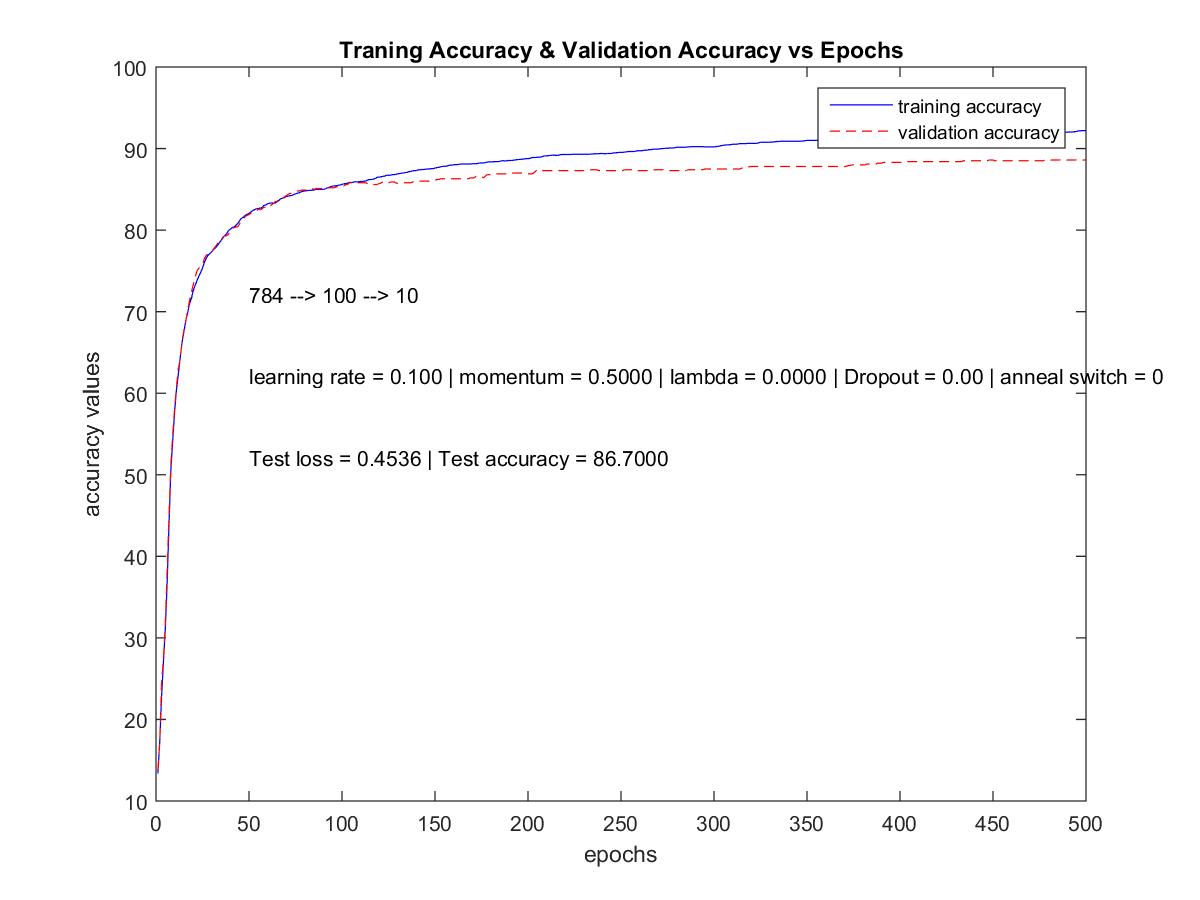 Traning Accuracy & Validation Accuracy vs Epochs
100
90
80
70
60
50
40
30
20
10
accuracy values
training accuracy
validation accuracy
784 --> 100 --> 10
learning rate = 0.100 | momentum = 0.5000 | lambda = 0.0000 | Dropout = 0.00 | anneal switch = 0
Test loss = 0.4536 | Test accuracy = 86.7000
0 50 100 150 200 250 300 350 400 450 500
epochs